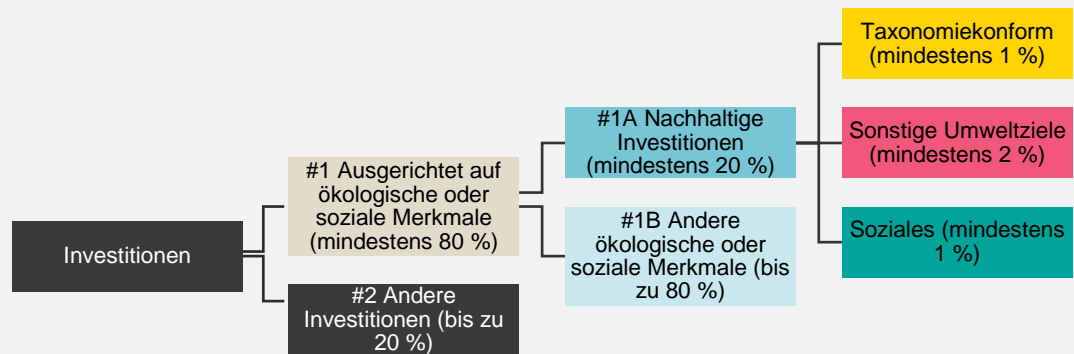 Investitionen
#1 Ausgerichtet auf
ökologische oder
soziale Merkmale
(mindestens 80 %)
#2 Andere
Investitionen (bis zu
20 %)
#1A Nachhaltige
Investitionen
(mindestens 20 %)
#1B Andere
ökologische oder
soziale Merkmale (bis
zu 80 %)
Taxonomiekonform
(mindestens 1 %)
Sonstige Umweltziele
(mindestens 2 %)
Soziales (mindestens
1 %)